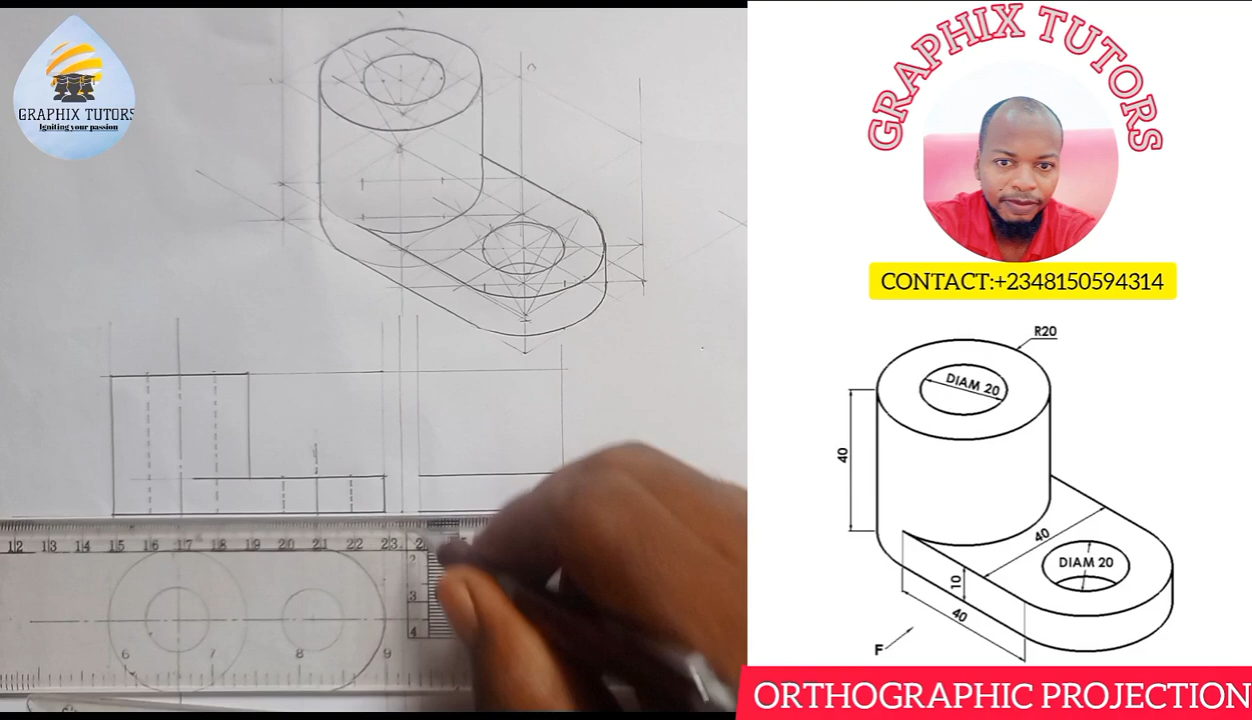 GRAPHIX TUTORS
Igniting your passion
GRAPHIX TUTORS
CONTACT:+2348150594314
R20
DIAM 20
40
40
DIAM 20
10
40
F
12 13 14 15 16 17 18 19 20 21 22 23
2
3
4
6 7 8 9
ORTHOGRAPHIC PROJECTION